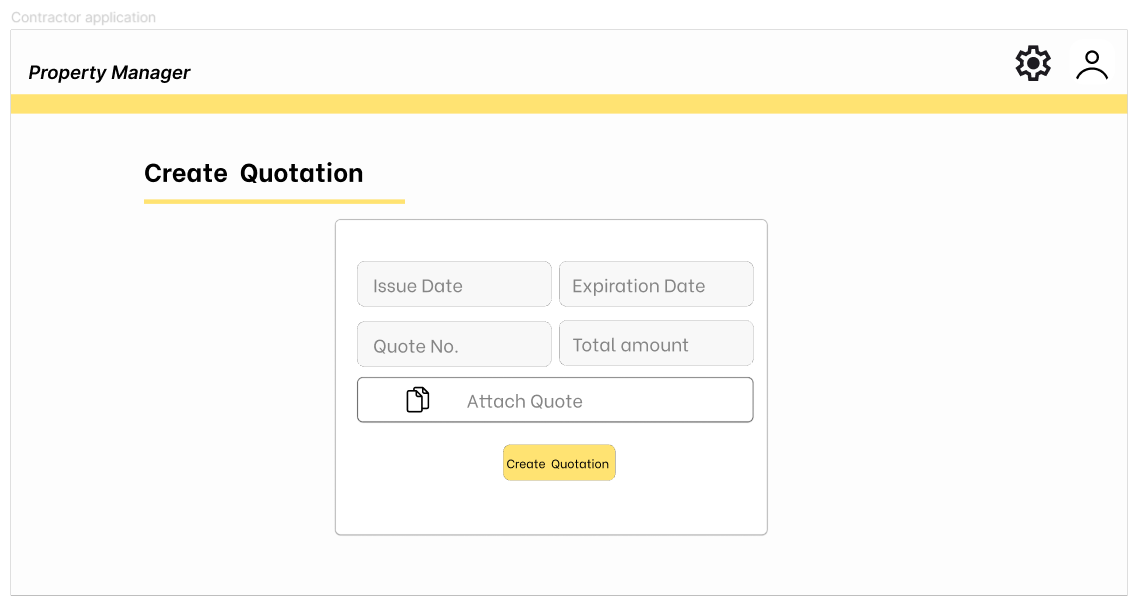 Contractor application
Property Manager
Create Quotation
Issue Date
Expiration Date
Quote No.
Total amount
Attach Quote
Create Quotation